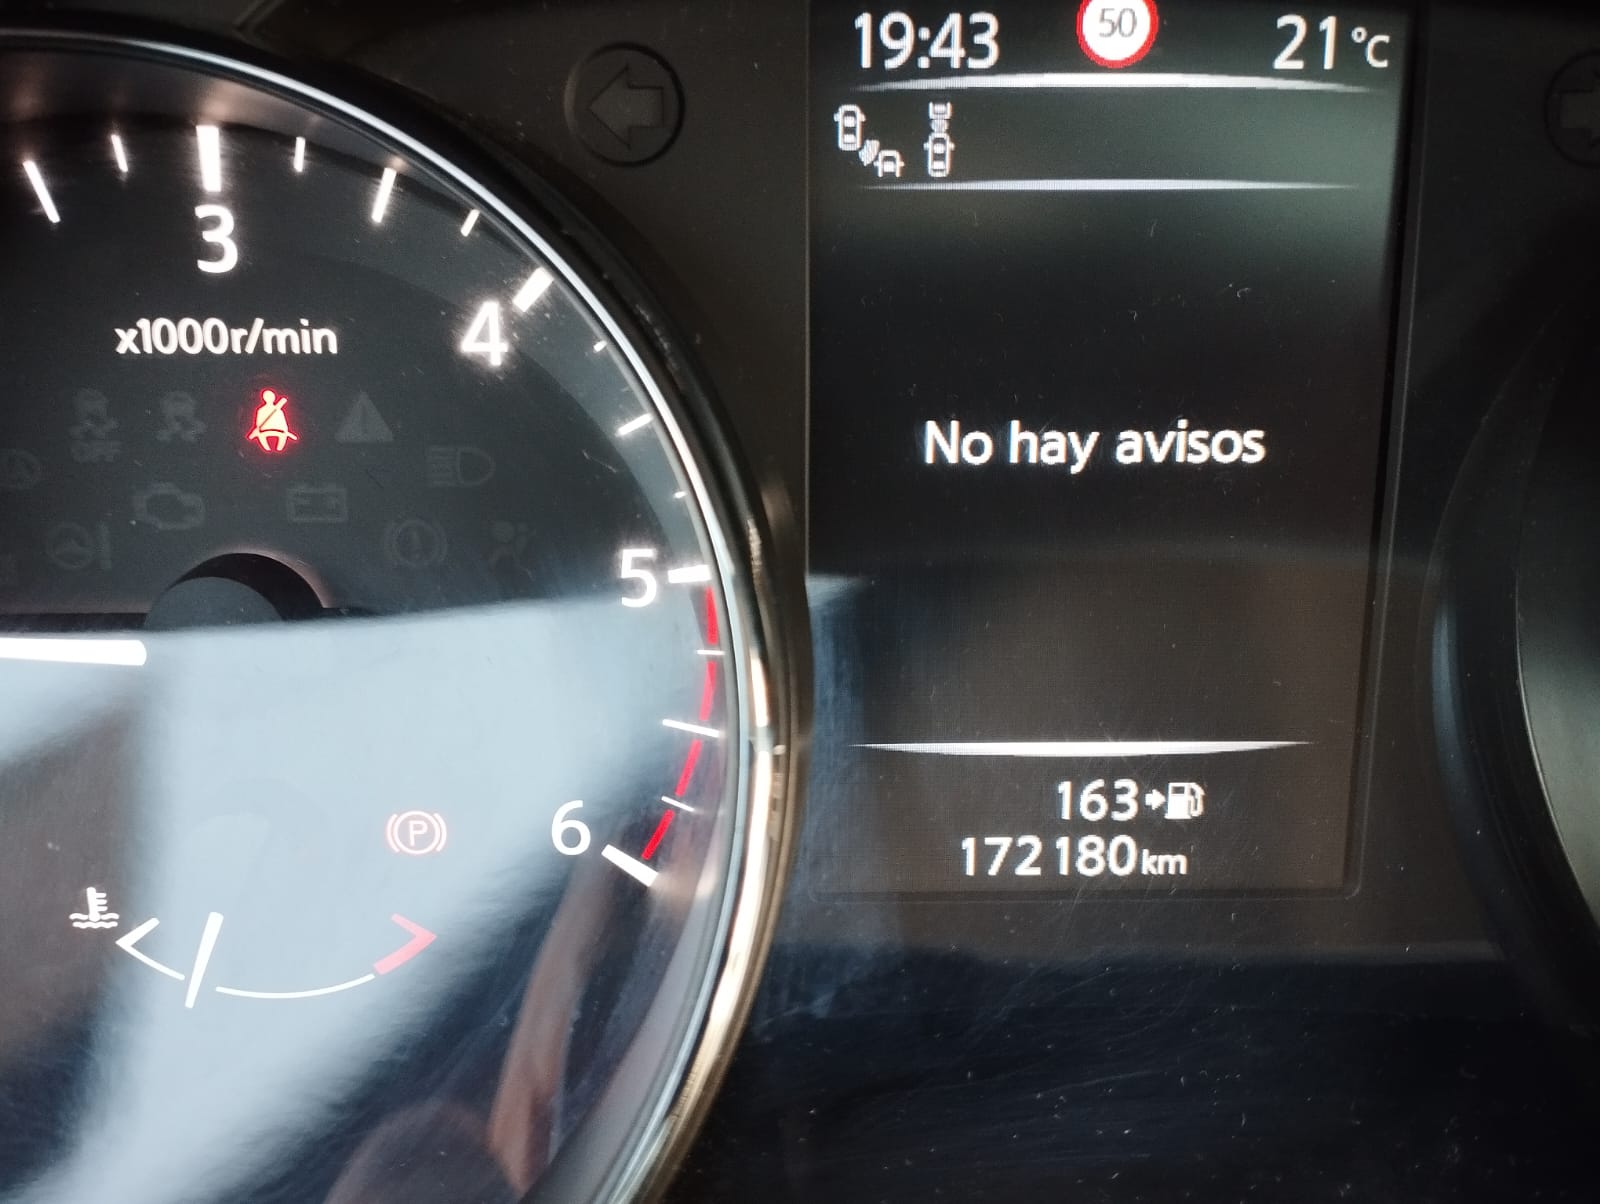 19:43 50 21°C
3
x1000r/min
4
No hay avisos
5
6
P
163
172180km